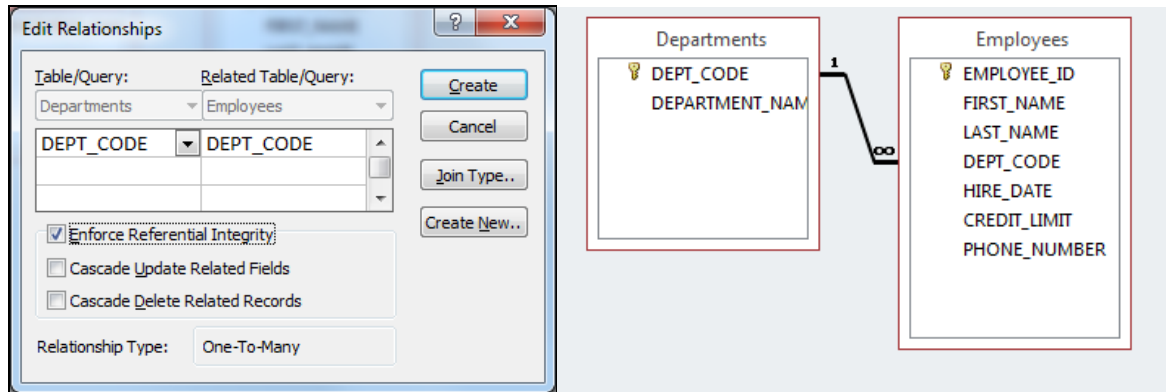 Edit Relationships
?
X
Table/Query: Related Table/Query:
Departments Employees
DEPT_CODE DEPT_CODE
Enforce Referential Integrity
Cascade Update Related Fields
Cascade Delete Related Records
Relationship Type: One-To-Many
Create
Cancel
Join Type..
Create New..
Departments
DEPT_CODE
DEPARTMENT_NAM
1
∞
Employees
EMPLOYEE_ID
FIRST_NAME
LAST_NAME
DEPT_CODE
HIRE_DATE
CREDIT_LIMIT
PHONE_NUMBER